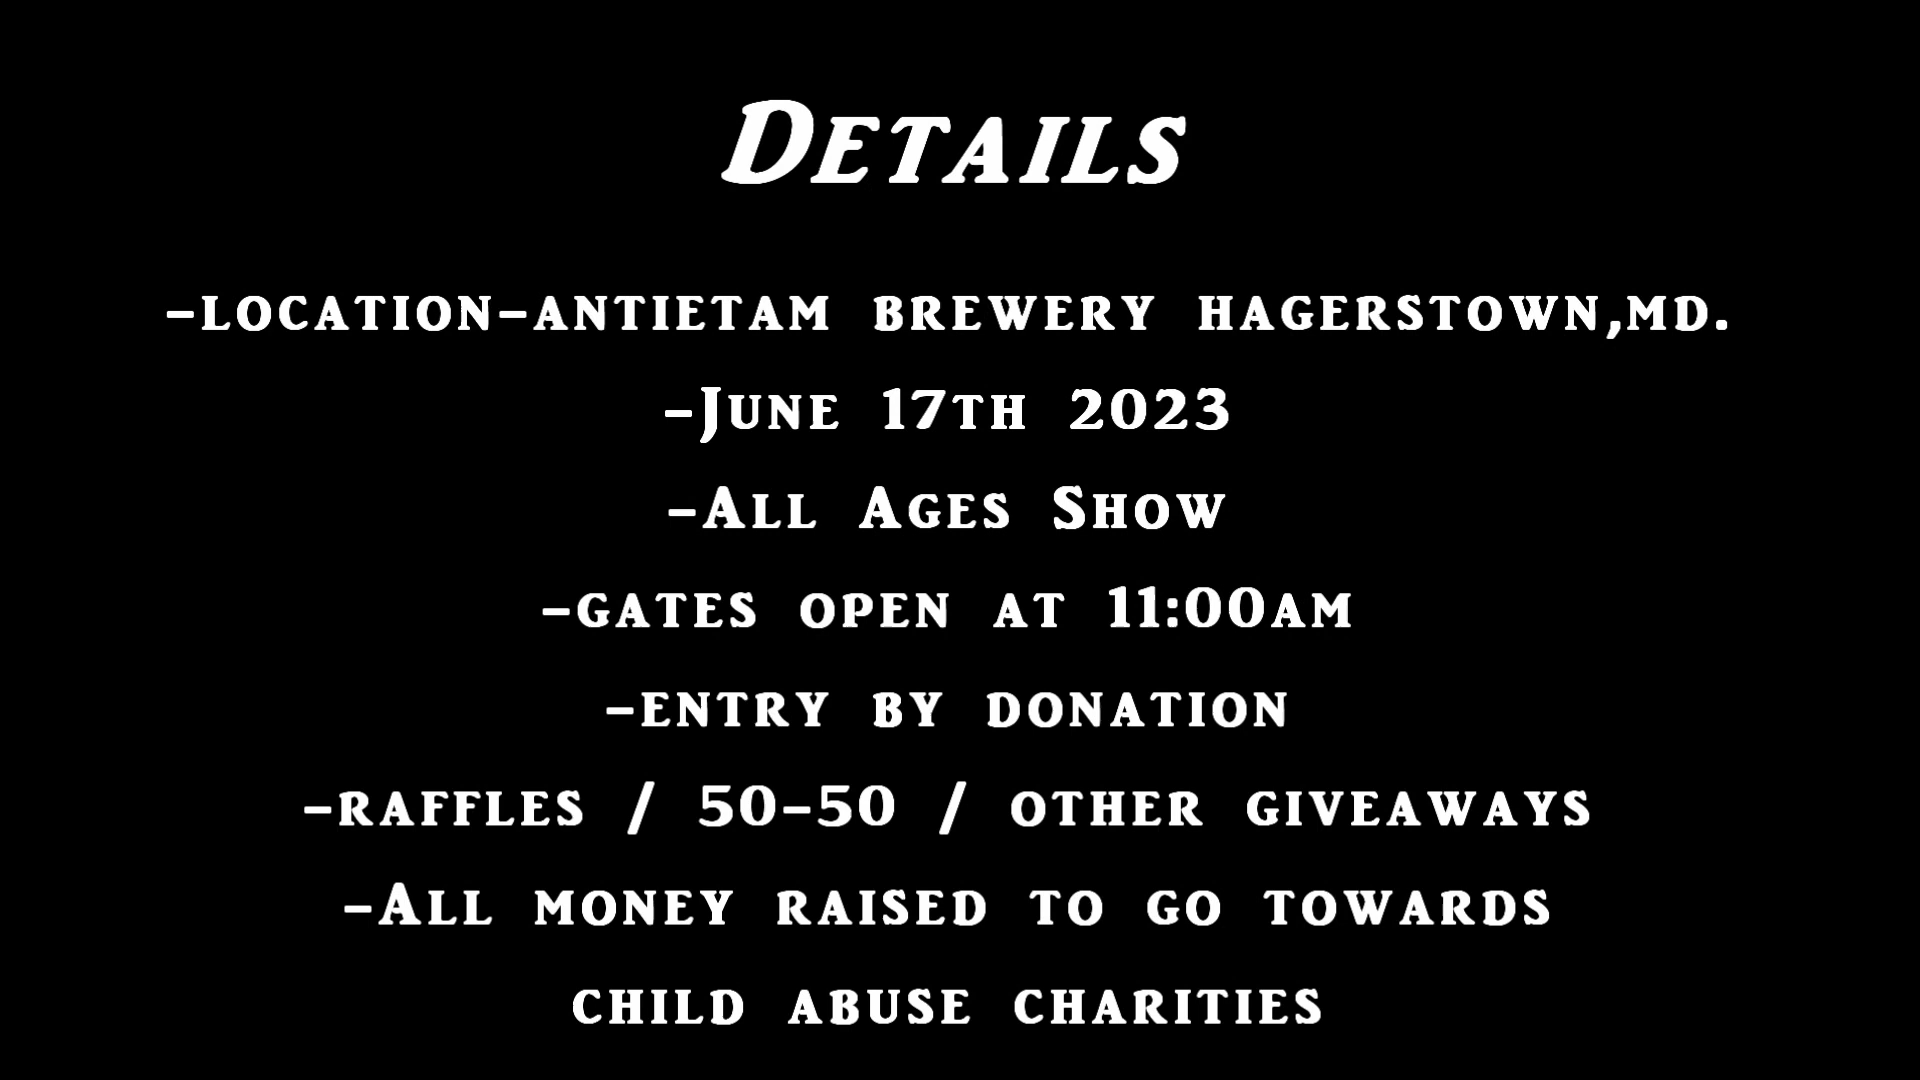 Details
-location-antietam brewery hagerstown,md.
-June 17th 2023
-All Ages Show
-gates open at 11:00am
-entry by donation
-raffles / 50-50 / other giveaways
-All money raised to go towards
child abuse charities